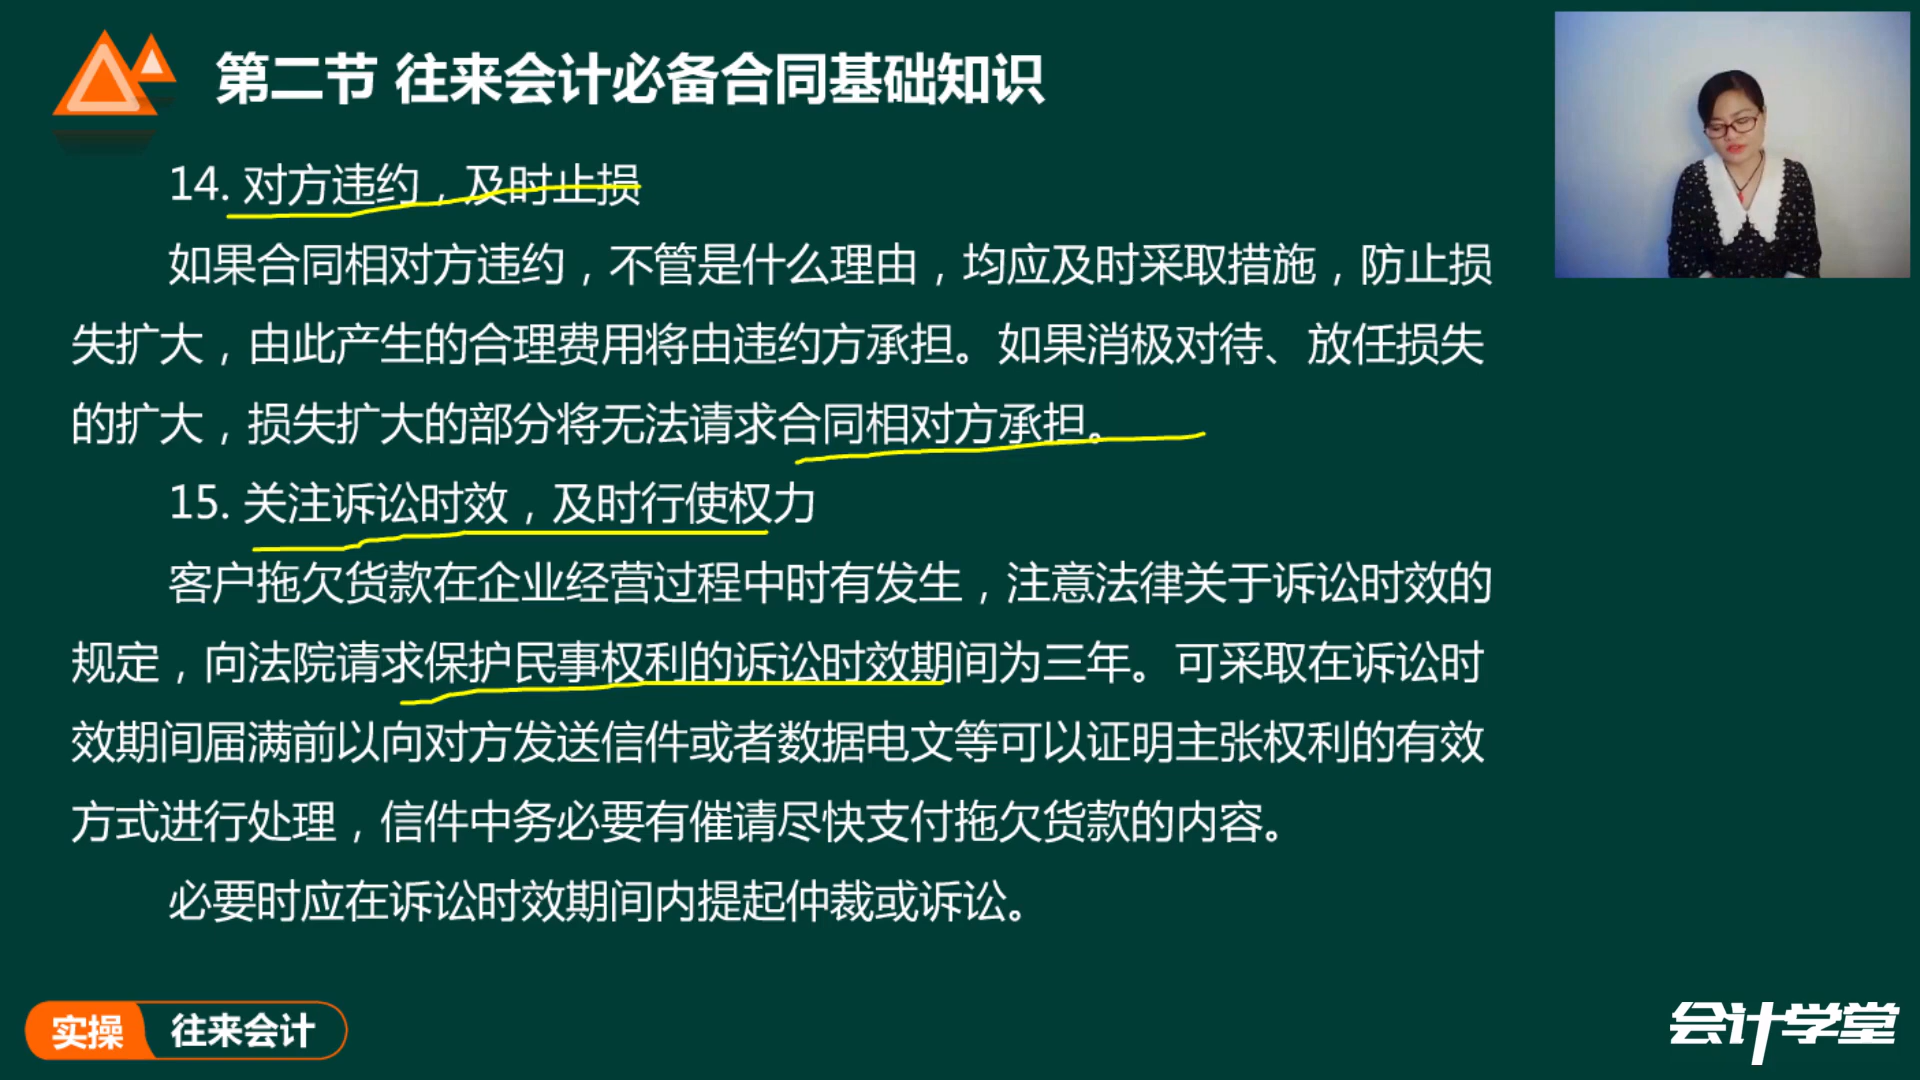 第二节 往来会计必备合同基础知识
14. 对方违约，及时止损
如果合同相对方违约，不管是什么理由，均应及时采取措施，防止损
失扩大，由此产生的合理费用将由违约方承担。如果消极对待、放任损失
的扩大，损失扩大的部分将无法请求合同相对方承担。
15. 关注诉讼时效，及时行使权力
客户拖欠货款在企业经营过程中时有发生，注意法律关于诉讼时效的
规定，向法院请求保护民事权利的诉讼时效期间为三年。可采取在诉讼时
效期间届满前以向对方发送信件或者数据电文等可以证明主张权利的有效
方式进行处理，信件中务必要有催请尽快支付拖欠货款的内容。
必要时应在诉讼时效期间内提起仲裁或诉讼。
实操 往来会计
会计学堂